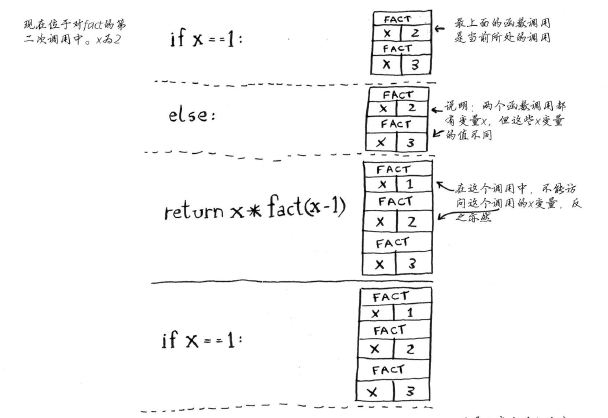 现在位于对fact的第
二次调用中。x为2
if x==1:
FACT
X 2
FACT
X 3
最上面的函数调用
是当前所处的调用
else:
FACT
X 2
FACT
X 3
说明：两个函数调用都
有变量x，但这些x变量
的值不同
return x*fact(x-1)
FACT
X 1
FACT
X 2
FACT
X 3
在这个调用中，不能访
问这个调用的x变量，反
之亦然
if x==1:
FACT
X 1
FACT
X 2
FACT
X 3